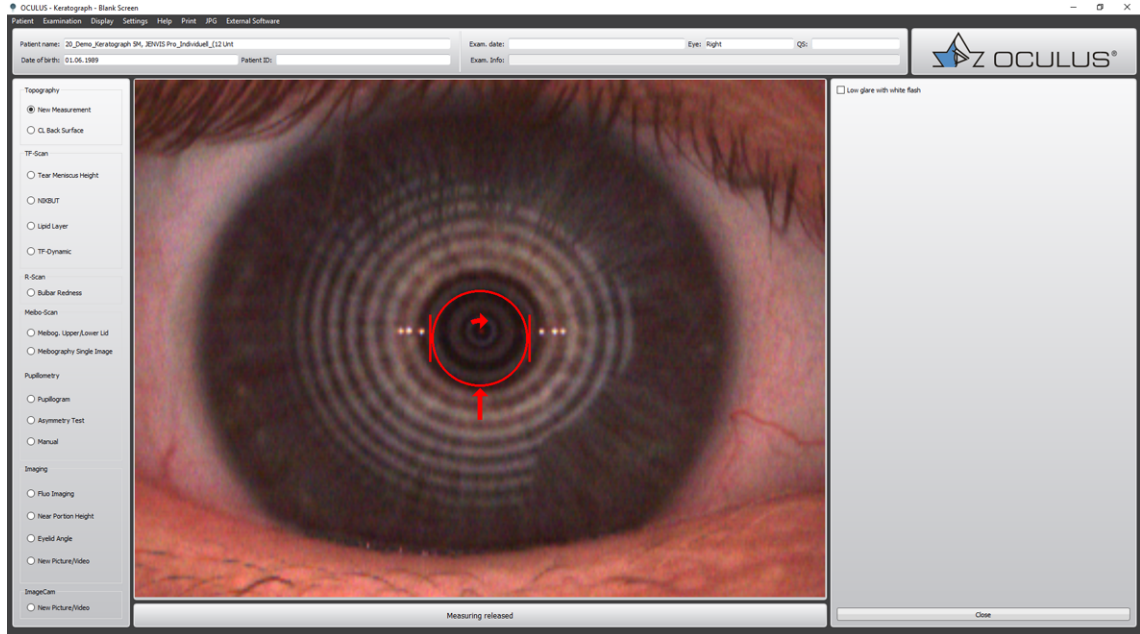 OCULUS - Keratograph - Blank Screen
Patient Examination Display Settings Help Print JPG External Software
Patient name: 20_Demo_Keratograph 5M, JENVIS Pro_Individuell_(12 Unt
Exam. date: Eye: Right QS:
Date of birth: 01.06.1989 Patient ID:
Exam. Info:
OCULUS®
Topography
New Measurement
CL Back Surface
TF-Scan
Tear Meniscus Height
NIKBUT
Lipid Layer
TF-Dynamic
R-Scan
Bulbar Redness
Meibo-Scan
Meibog. Upper/Lower Lid
Meibography Single Image
Pupillometry
Pupillogram
Asymmetry Test
Manual
Imaging
Fluo Imaging
Near Portion Height
Eyelid Angle
New Picture/Video
ImageCam
New Picture/Video
Measuring released
Low glare with white flash
Close